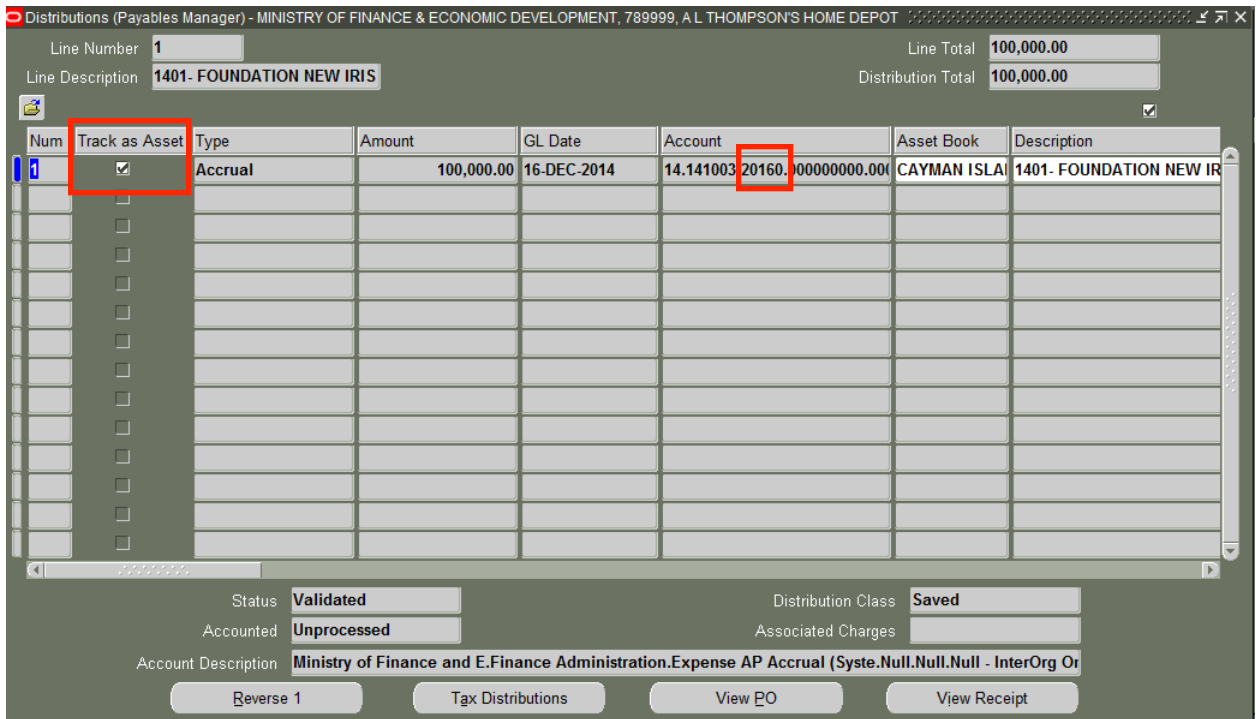 Distributions (Payables Manager) - MINISTRY OF FINANCE & ECONOMIC DEVELOPMENT, 789999, A L THOMPSON'S HOME DEPOT
Line Number 1 Line Total 100,000.00
Line Description 1401- FOUNDATION NEW IRIS Distribution Total 100,000.00
Num Track as Asset Type Amount GL Date Account Asset Book Description
1 Accrual 100,000.00 16-DEC-2014 14.141003.20160.000000000.000 CAYMAN ISLA 1401- FOUNDATION NEW IR
Status Validated Distribution Class Saved
Accounted Unprocessed Associated Charges
Account Description Ministry of Finance and E.Finance Administration.Expense AP Accrual (Syste.Null.Null.Null - InterOrg Or
Reverse 1 Tax Distributions View PO View Receipt